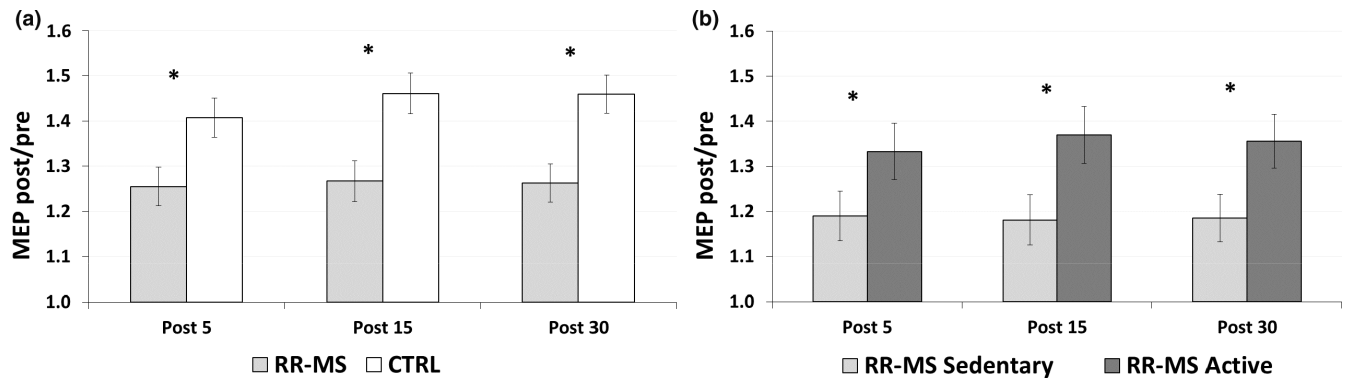 (a)
MEP post/pre
1.6
1.5
1.4
1.3
1.2
1.1
1.0
*
*
*
Post 5 Post 15 Post 30
RR-MS CTRL
(b)
MEP post/pre
1.6
1.5
1.4
1.3
1.2
1.1
1.0
*
*
*
Post 5 Post 15 Post 30
RR-MS Sedentary RR-MS Active